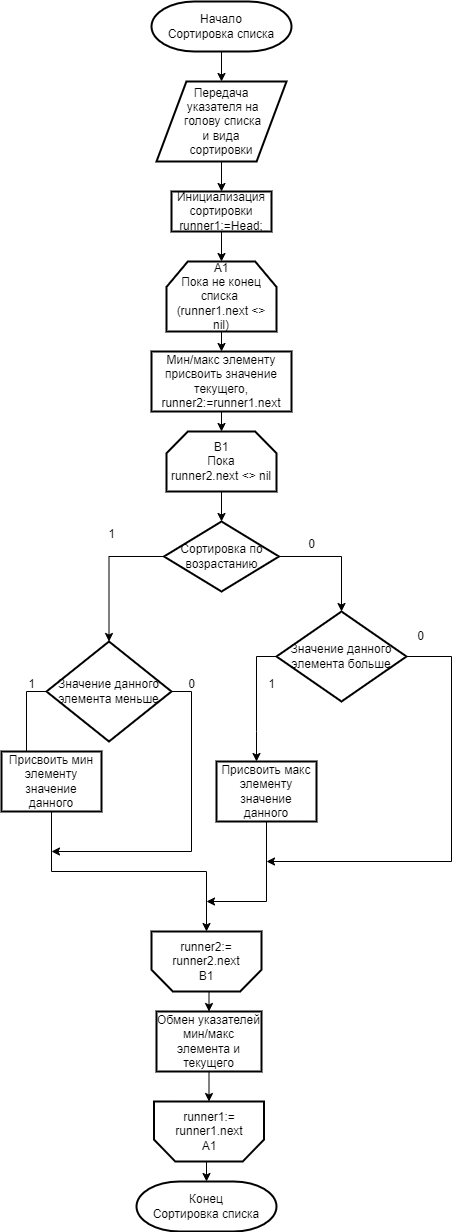 Начало
Сортировка списка
Передача
указателя на
голову списка
и вида
сортировки
Инициализация
сортировки
runner1:=Head;
A1
Пока не конец
списка
(runner1.next <>
nil)
Мин/макс элементу
присвоить значение
текущего,
runner2:=runner1.next
B1
Пока
runner2.next <> nil
1
Сортировка по
возрастанию
0
Значение данного
элемента больше
0
1
1
Значение данного
элемента меньше
0
Присвоить мин
элементу
значение
данного
Присвоить макс
элементу
значение
данного
runner2:=
runner2.next
B1
Обмен указателей
мин/макс
элемента и
текущего
runner1:=
runner1.next
A1
Конец
Сортировка списка